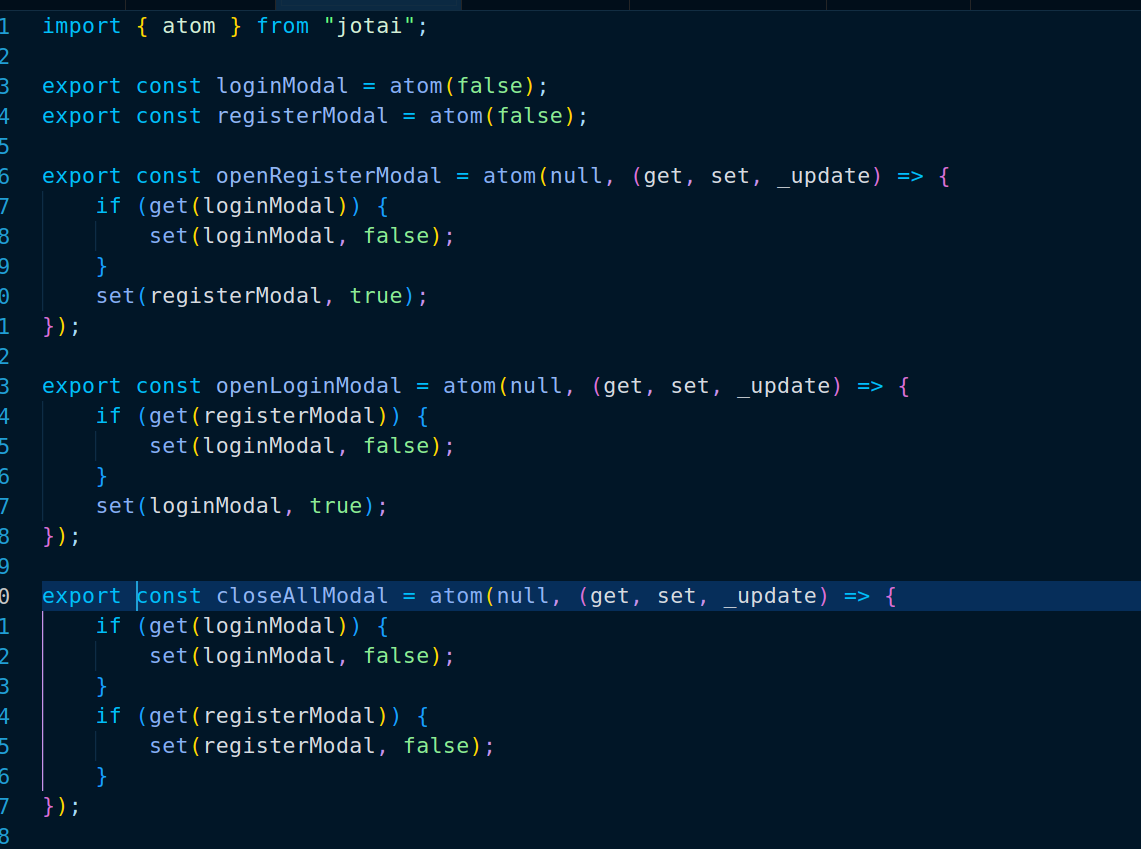 1 import { atom } from "jotai";
2
3 export const loginModal = atom(false);
4 export const registerModal = atom(false);
5
6 export const openRegisterModal = atom(null, (get, set, _update) => {
7     if (get(loginModal)) {
8         set(loginModal, false);
9     }
0     set(registerModal, true);
1 });
2
3 export const openLoginModal = atom(null, (get, set, _update) => {
4     if (get(registerModal)) {
5         set(loginModal, false);
6     }
7     set(loginModal, true);
8 });
9
0 export const closeAllModal = atom(null, (get, set, _update) => {
1     if (get(loginModal)) {
2         set(loginModal, false);
3     }
4     if (get(registerModal)) {
5         set(registerModal, false);
6     }
7 });
8